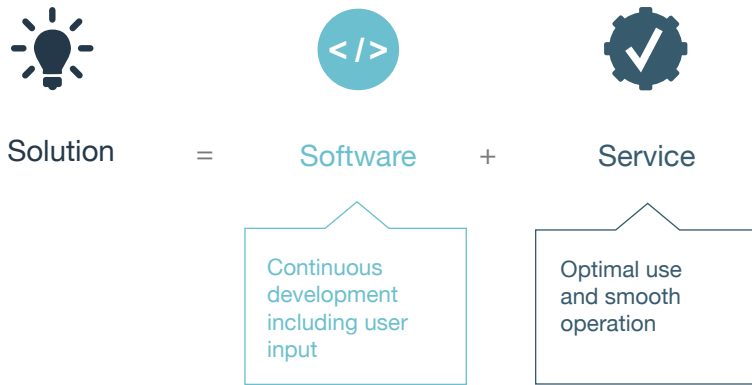 </>
Solution = Software + Service
Continuous
development
including user
input
Optimal use
and smooth
operation